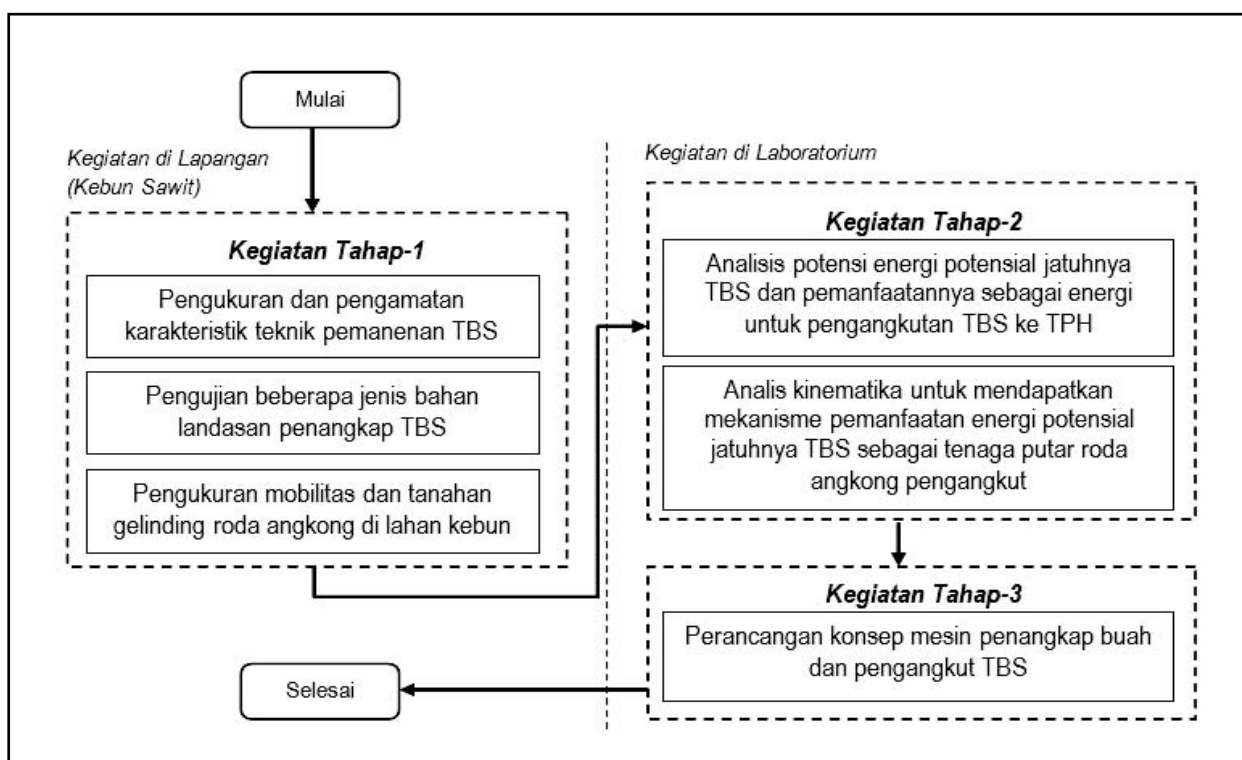 Mulai
Kegiatan di Lapangan
(Kebun Sawit)
Kegiatan Tahap-1
Pengukuran dan pengamatan
karakteristik teknik pemanenan TBS
Pengujian beberapa jenis bahan
landasan penangkap TBS
Pengukuran mobilitas dan tanahan
gelinding roda angkong di lahan kebun
Kegiatan di Laboratorium
Kegiatan Tahap-2
Analisis potensi energi potensial jatuhnya
TBS dan pemanfaatannya sebagai energi
untuk pengangkutan TBS ke TPH
Analis kinematika untuk mendapatkan
mekanisme pemanfaatan energi potensial
jatuhnya TBS sebagai tenaga putar roda
angkong pengangkut
Kegiatan Tahap-3
Perancangan konsep mesin penangkap buah
dan pengangkut TBS
Selesai